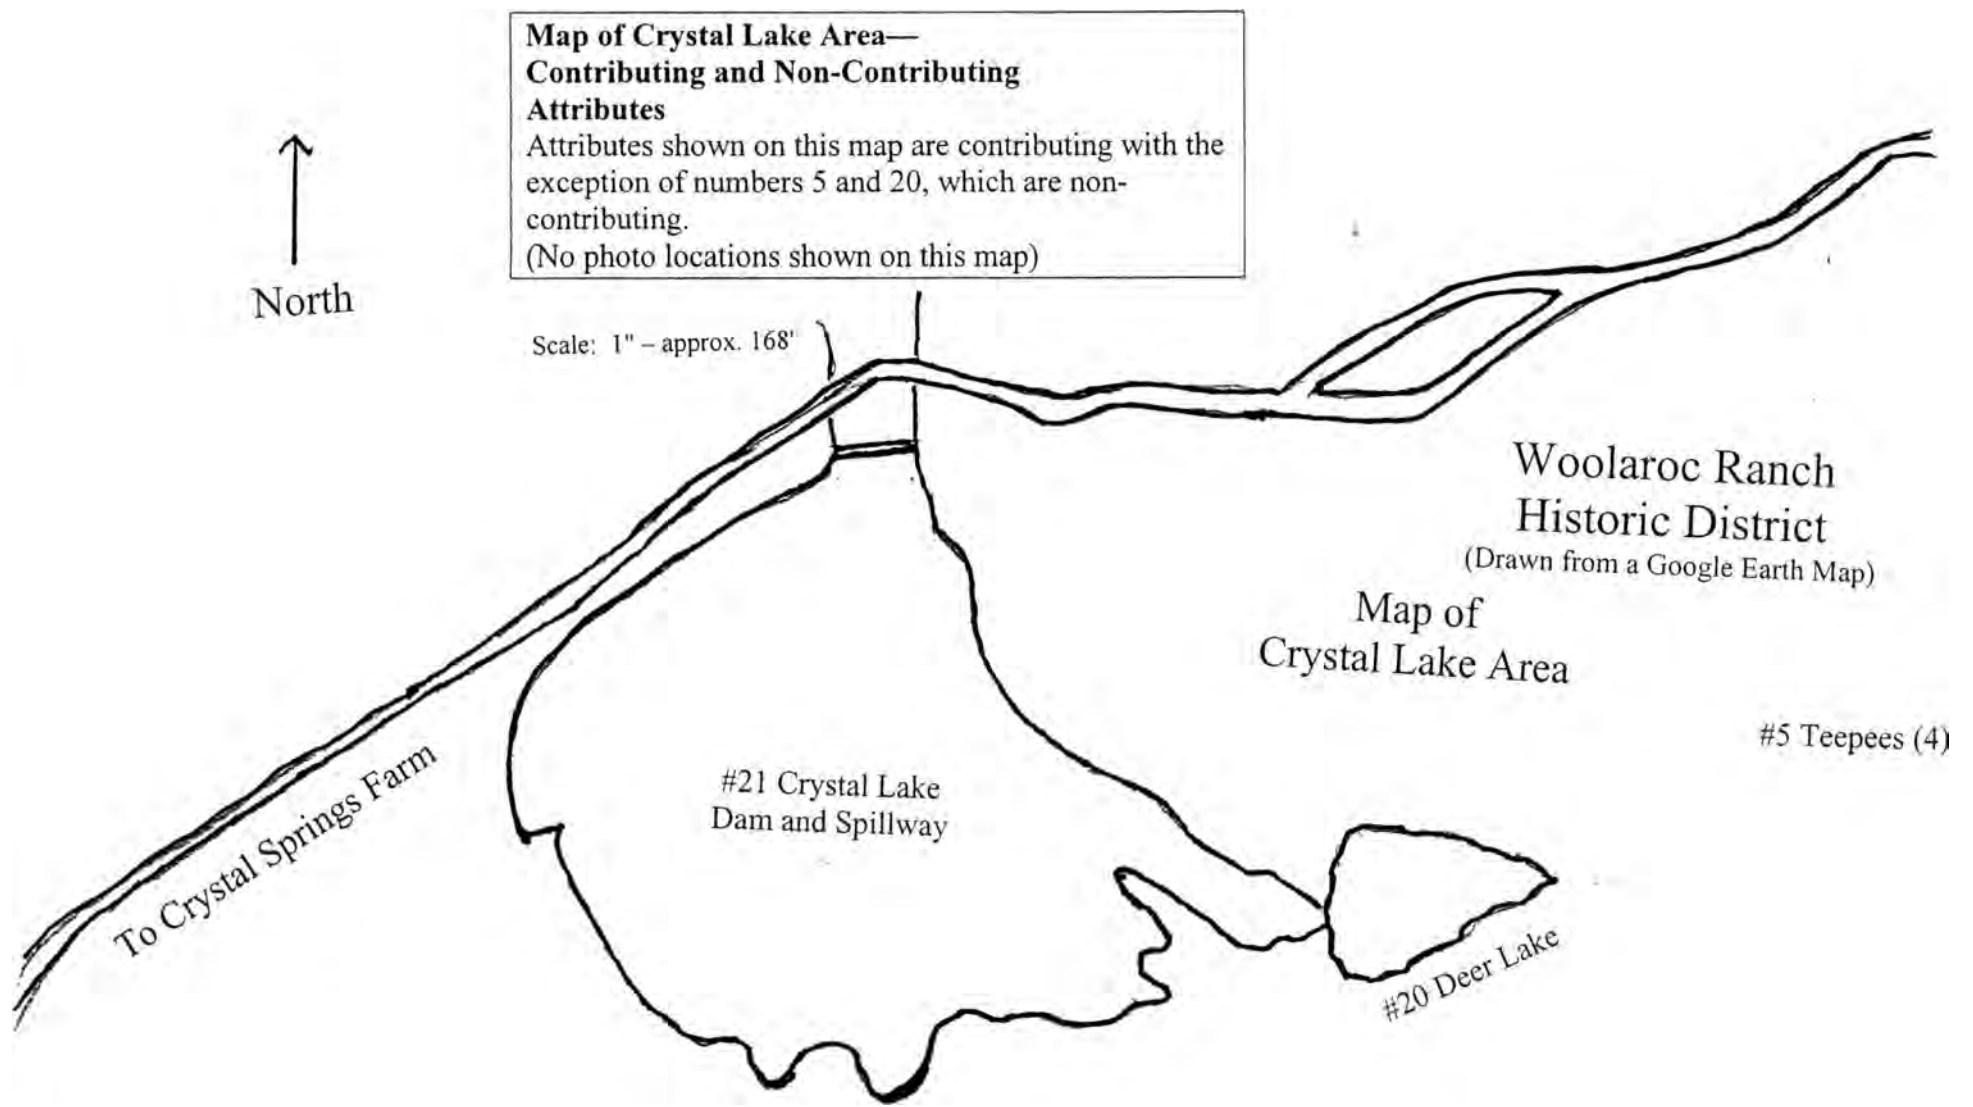 Map of Crystal Lake Area—
Contributing and Non-Contributing
Attributes
Attributes shown on this map are contributing with the
exception of numbers 5 and 20, which are non-
contributing.
(No photo locations shown on this map)
North
Scale: 1" – approx. 168'
Woolaroc Ranch
Historic District
(Drawn from a Google Earth Map)
Map of
Crystal Lake Area
#5 Teepees (4)
To Crystal Springs Farm
#21 Crystal Lake
Dam and Spillway
#20 Deer Lake